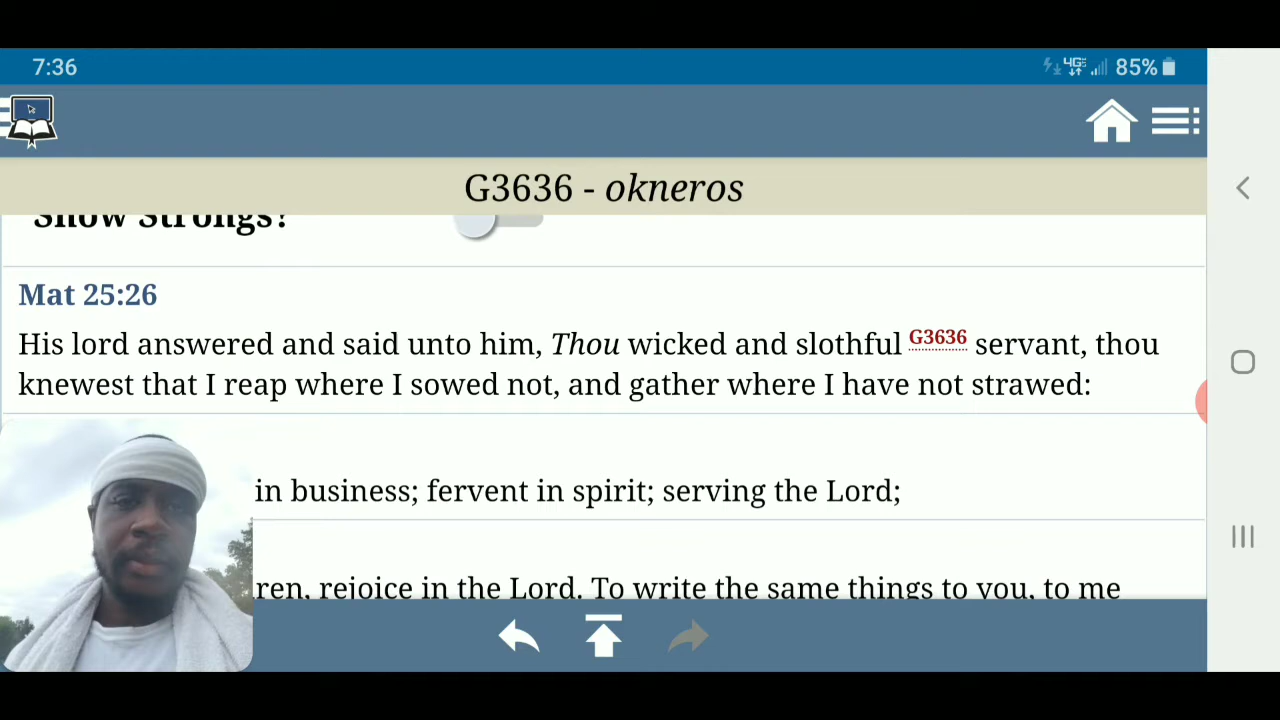 7:36
4G 85%
G3636 - okneros
Show Strongs?
Mat 25:26
His lord answered and said unto him, Thou wicked and slothful G3636 servant, thou
knewest that I reap where I sowed not, and gather where I have not strawed:
in business; fervent in spirit; serving the Lord;
ren, rejoice in the Lord. To write the same things to you, to me